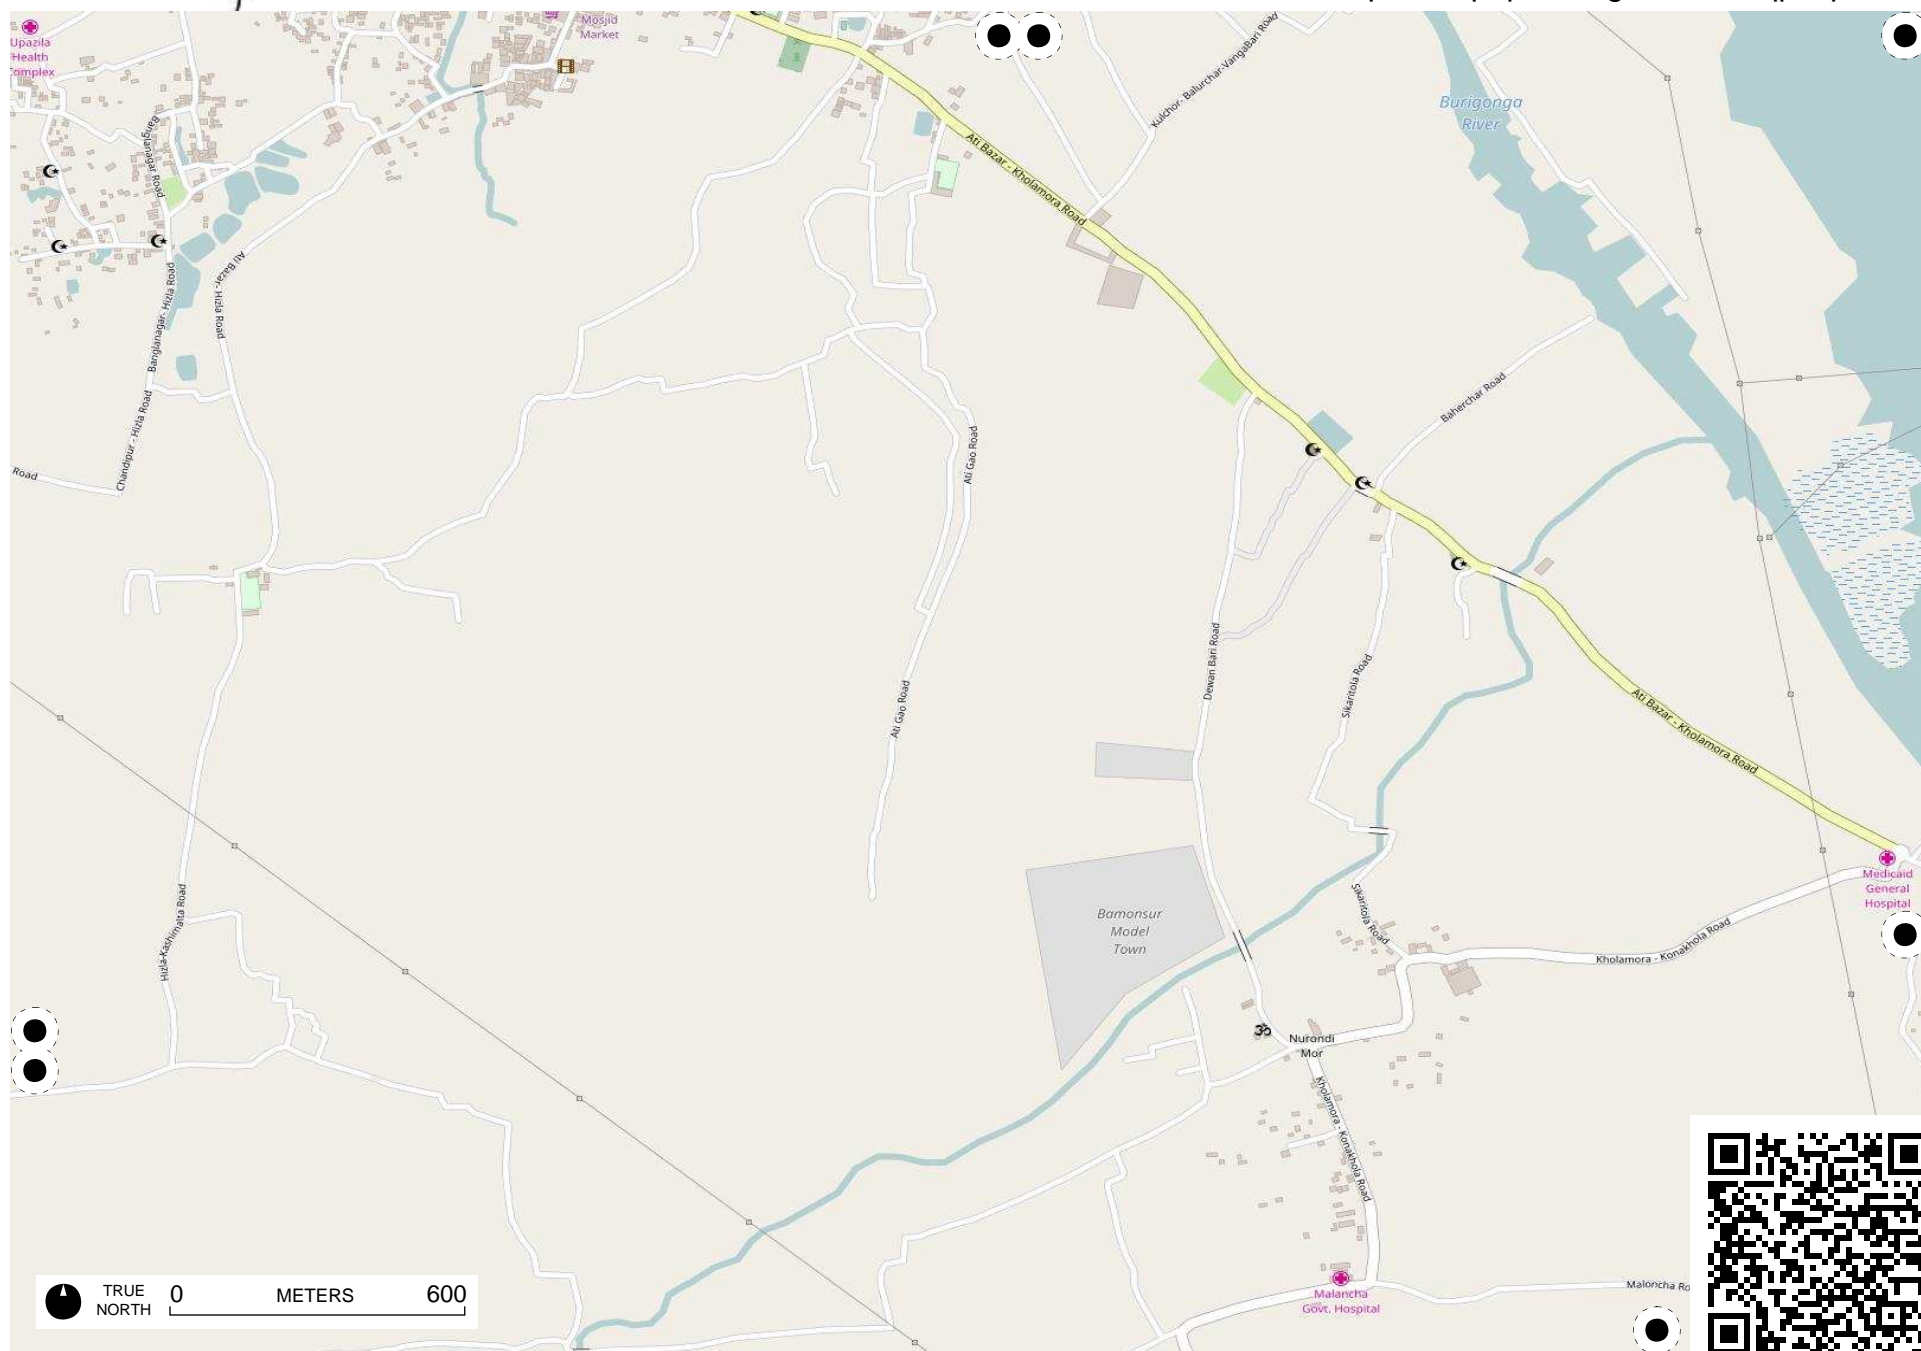 Mosjid
Market
Upazila
Health
Complex
Kulchor- Balurchar-VangaBari Road
Burigonga
River
Banglanagar Road
Ati Bazar - Kholamora Road
Ati Bazar- Hizla Road
Banglanagar- Hizla Road
Baherchar Road
Chandipur - Hizla Road
Road
Ati Gao Road
Dewan Bari Road
Sikaritola Road
Ati Gao Road
Ati Bazar - Kholamora Road
Medicaid
General
Hospital
Hizla-Kashimalta Road
Sikaritola Road
Bamonsur
Model
Town
Kholamora - Konakhola Road
Nurondi
Mor
Kholamora - Konakhola Road
Maloncha Ro
Malancha
Govt. Hospital
TRUE
NORTH
0 METERS 600